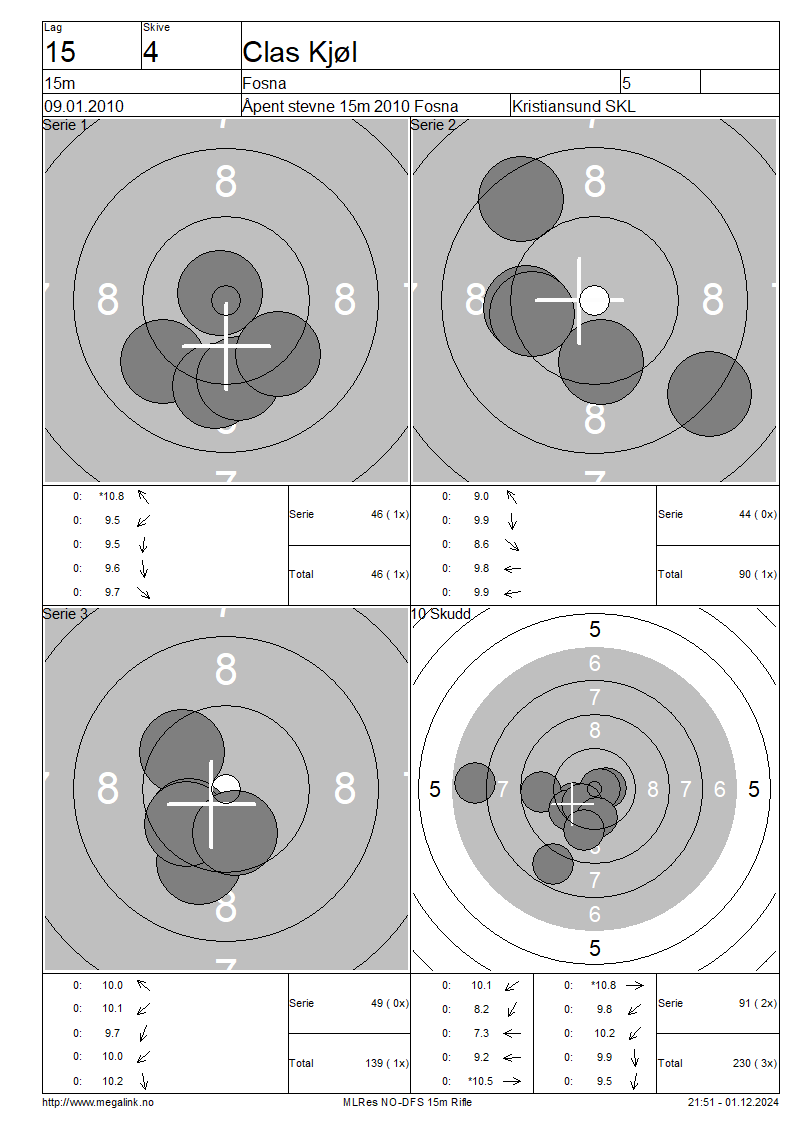 Lag
Skive
15
4
Clas Kjøl
15m
Fosna
5
09.01.2010
Åpent stevne 15m 2010 Fosna
Kristiansund SKL
Serie 1
7
8
8
8
8
7
Serie 2
7
8
8
8
8
7
0: *10.8
0: 9.5
0: 9.5
0: 9.6
0: 9.7
Serie 46 ( 1x)
Total 46 ( 1x)
0: 9.0
0: 9.9
0: 8.6
0: 9.8
0: 9.9
Serie 44 ( 0x)
Total 90 ( 1x)
Serie 3
7
8
8
8
8
7
10 Skudd
5
6
7
8
5 7 8 7 6 5
8
7
6
5
0: 10.0
0: 10.1
0: 9.7
0: 10.0
0: 10.2
Serie 49 ( 0x)
Total 139 ( 1x)
0: 10.1 0: *10.8
0: 8.2 0: 9.8
0: 7.3 0: 10.2
0: 9.2 0: 9.9
0: *10.5 0: 9.5
Serie 91 ( 2x)
Total 230 ( 3x)
http://www.megalink.no
MLRes NO-DFS 15m Rifle
21:51 - 01.12.2024